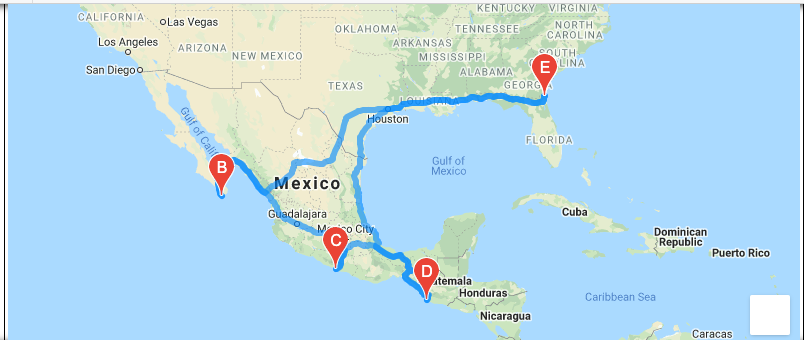 KENTUCKY
VIRGINIA
CALIFORNIA
Las Vegas
OKLAHOMA
TENNESSEE
NORTH
CAROLINA
Los Angeles
ARIZONA
NEW MEXICO
ARKANSAS
MISSISSIPPI
SOUTH
CAROLINA
San Diego
ALABAMA
E
TEXAS
GEORGIA
LOUISIANA
Houston
Gulf of Cali
FLORIDA
B
Gulf of
Mexico
Mexico
Guadalajara
Cuba
Mexico City
Dominican
Republic
Puerto Rico
C
D
temala
Honduras
Caribbean Sea
Nicaragua
Caracas